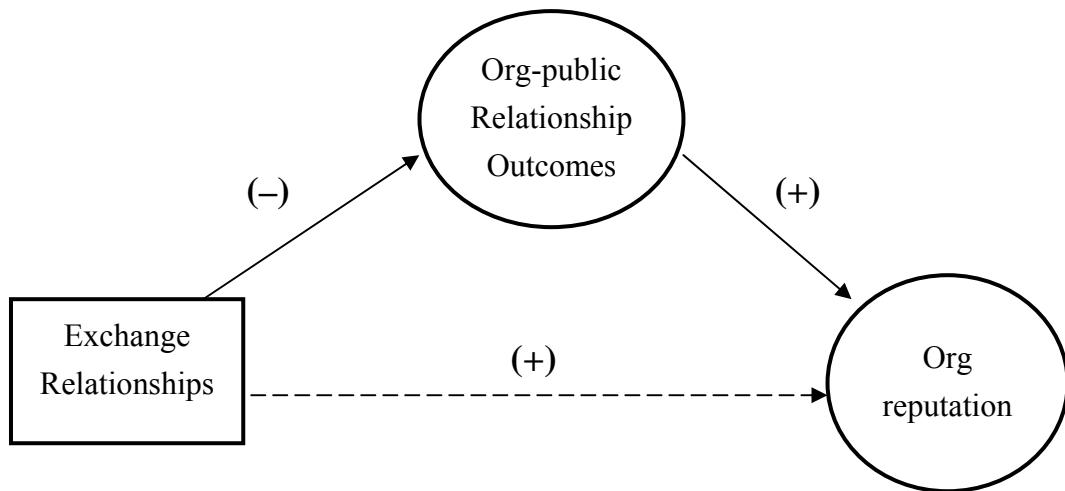 Org-public
Relationship
Outcomes
(–)
(+)
Exchange
Relationships
(+)
Org
reputation